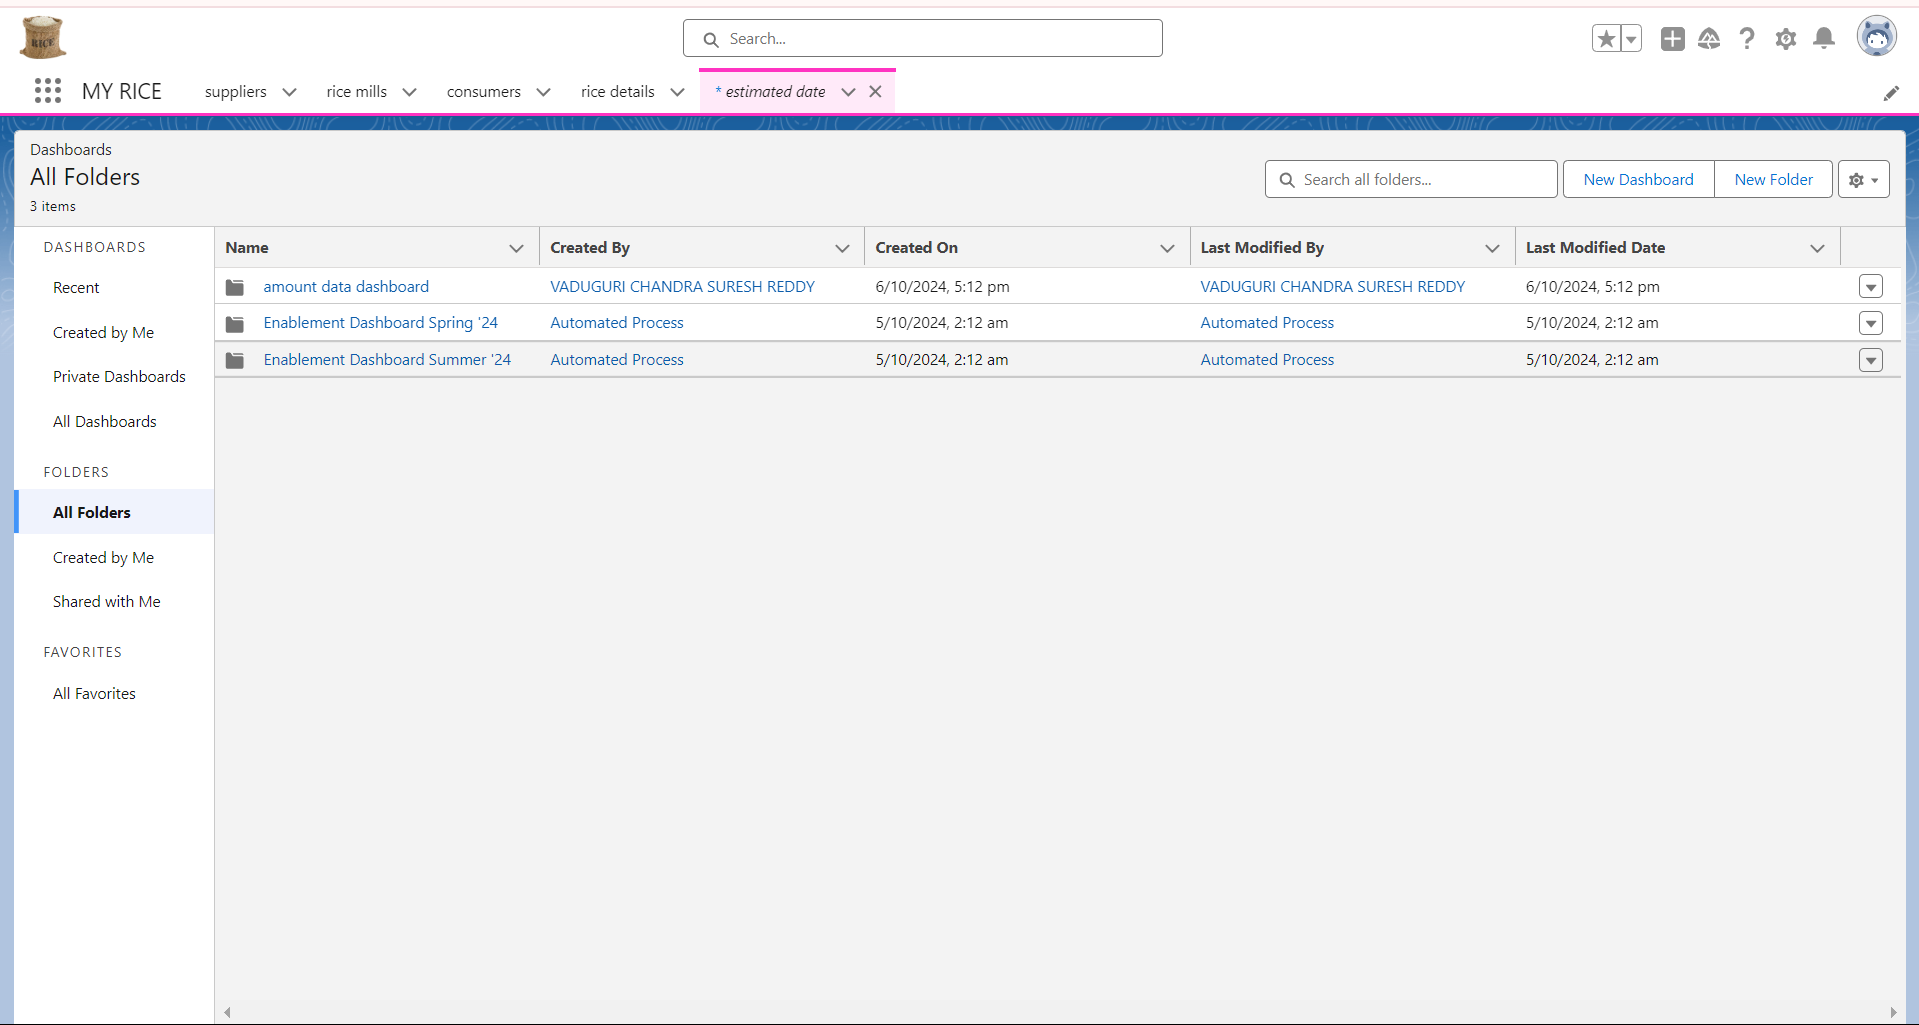 RICE
Search...
MY RICE
suppliers
rice mills
consumers
rice details
* estimated date
Dashboards
All Folders
3 items
Search all folders...
New Dashboard
New Folder
DASHBOARDS
Recent
Created by Me
Private Dashboards
All Dashboards
FOLDERS
All Folders
Created by Me
Shared with Me
FAVORITES
All Favorites
Name Created By Created On Last Modified By Last Modified Date
amount data dashboard VADUGURI CHANDRA SURESH REDDY 6/10/2024, 5:12 pm VADUGURI CHANDRA SURESH REDDY 6/10/2024, 5:12 pm
Enablement Dashboard Spring '24 Automated Process 5/10/2024, 2:12 am Automated Process 5/10/2024, 2:12 am
Enablement Dashboard Summer '24 Automated Process 5/10/2024, 2:12 am Automated Process 5/10/2024, 2:12 am